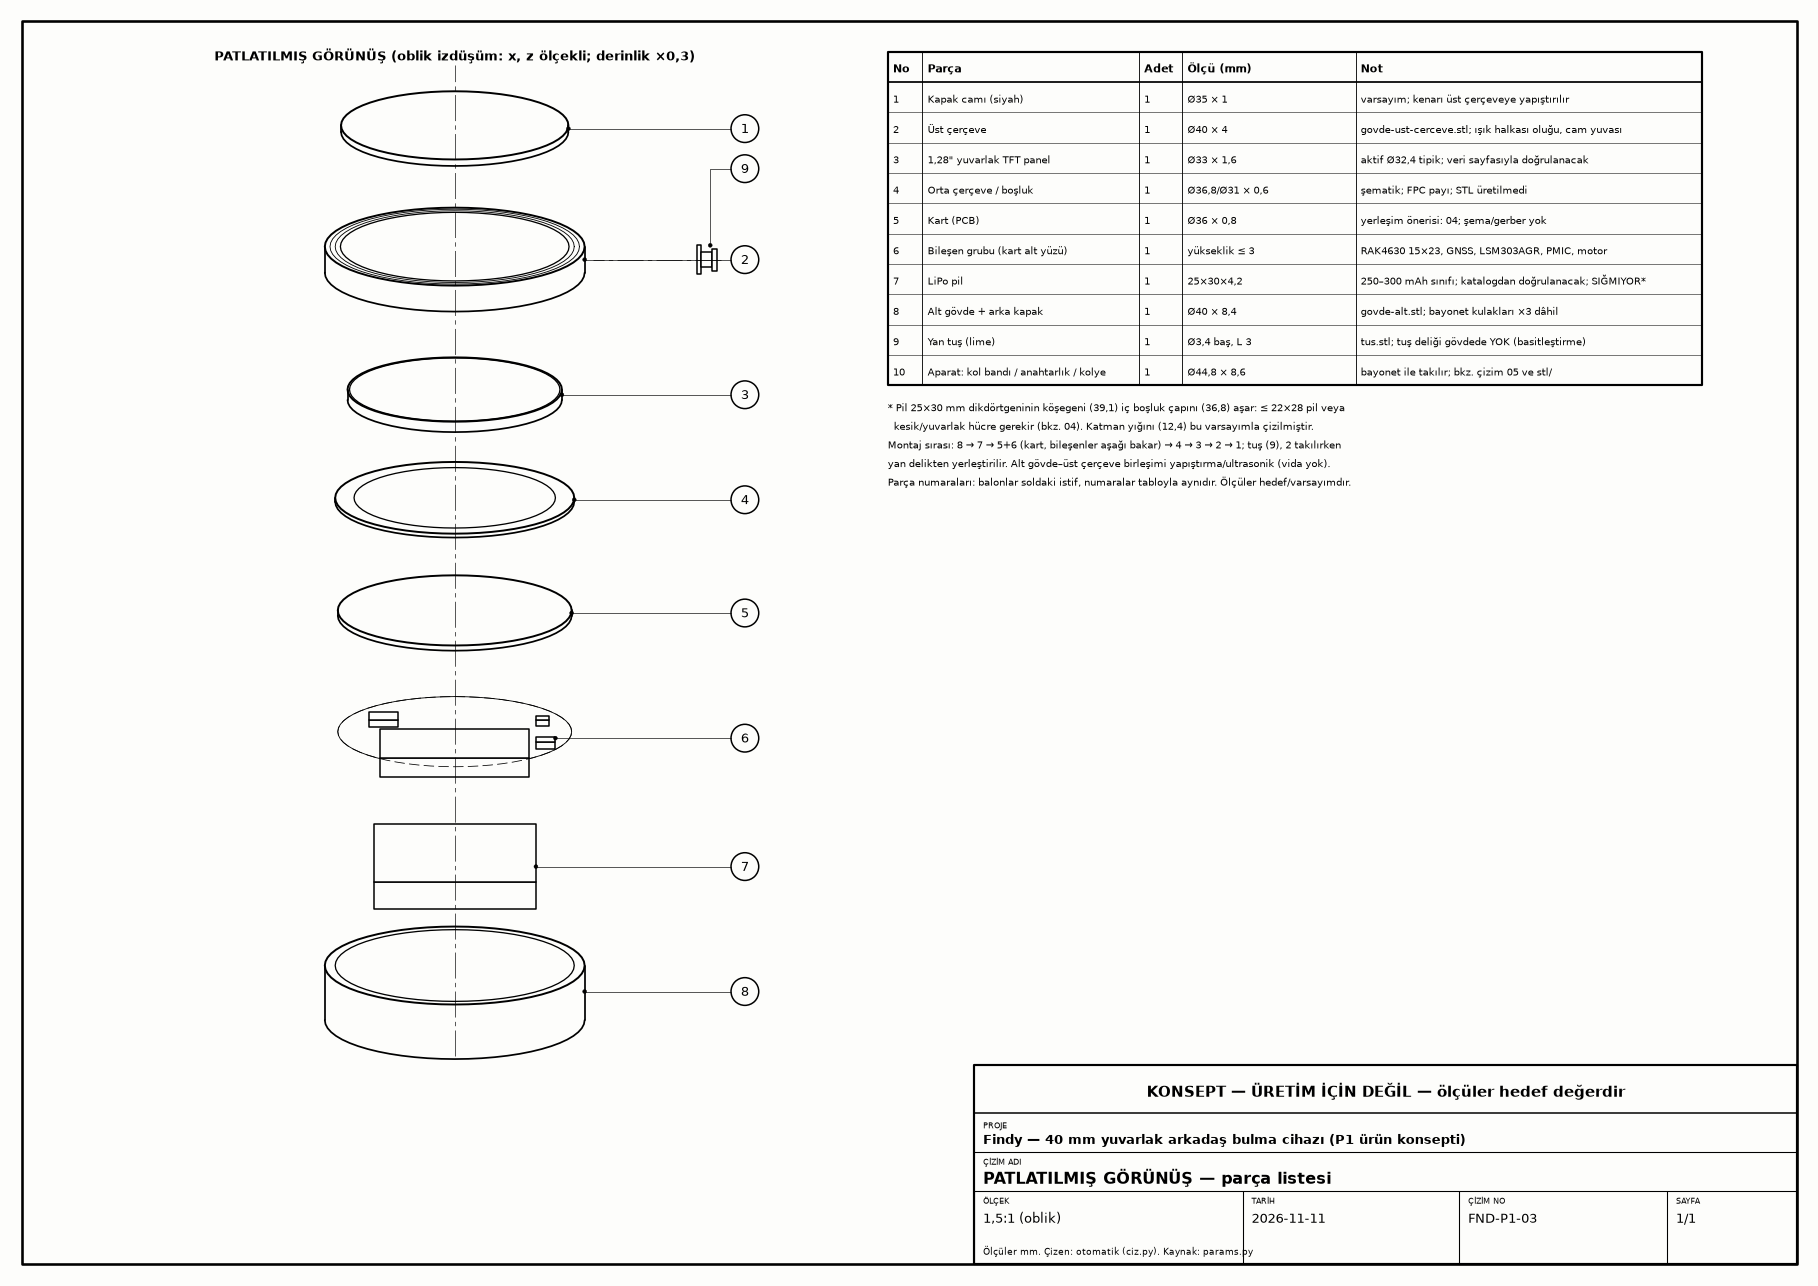 PATLATILMIŞ GÖRÜNÜŞ (oblik izdüşüm: x, z ölçekli; derinlik ×0,3)
1
9
2
3
4
5
6
7
8
No Parça Adet Ölçü (mm) Not
1 Kapak camı (siyah) 1 Ø35 × 1 varsayım; kenarı üst çerçeveye yapıştırılır
2 Üst çerçeve 1 Ø40 × 4 govde-ust-cerceve.stl; ışık halkası oluğu, cam yuvası
3 1,28" yuvarlak TFT panel 1 Ø33 × 1,6 aktif Ø32,4 tipik; veri sayfasıyla doğrulanacak
4 Orta çerçeve / boşluk 1 Ø36,8/Ø31 × 0,6 şematik; FPC payı; STL üretilmedi
5 Kart (PCB) 1 Ø36 × 0,8 yerleşim önerisi: 04; şema/gerber yok
6 Bileşen grubu (kart alt yüzü) 1 yükseklik ≤ 3 RAK4630 15×23, GNSS, LSM303AGR, PMIC, motor
7 LiPo pil 1 25×30×4,2 250–300 mAh sınıfı; katalogdan doğrulanacak; SIĞMIYOR*
8 Alt gövde + arka kapak 1 Ø40 × 8,4 govde-alt.stl; bayonet kulakları ×3 dâhil
9 Yan tuş (lime) 1 Ø3,4 baş, L 3 tus.stl; tuş deliği gövdede YOK (basitleştirme)
10 Aparat: kol bandı / anahtarlık / kolye 1 Ø44,8 × 8,6 bayonet ile takılır; bkz. çizim 05 ve stl/
* Pil 25×30 mm dikdörtgeninin köşegeni (39,1) iç boşluk çapını (36,8) aşar: ≤ 22×28 pil veya
kesik/yuvarlak hücre gerekir (bkz. 04). Katman yığını (12,4) bu varsayımla çizilmiştir.
Montaj sırası: 8 → 7 → 5+6 (kart, bileşenler aşağı bakar) → 4 → 3 → 2 → 1; tuş (9), 2 takılırken
yan delikten yerleştirilir. Alt gövde–üst çerçeve birleşimi yapıştırma/ultrasonik (vida yok).
Parça numaraları: balonlar soldaki istif, numaralar tabloyla aynıdır. Ölçüler hedef/varsayımdır.
KONSEPT — ÜRETİM İÇİN DEĞİL — ölçüler hedef değerdir
PROJE
Findy — 40 mm yuvarlak arkadaş bulma cihazı (P1 ürün konsepti)
ÇİZİM ADI
PATLATILMIŞ GÖRÜNÜŞ — parça listesi
ÖLÇEK TARİH ÇİZİM NO SAYFA
1,5:1 (oblik) 2026-11-11 FND-P1-03 1/1
Ölçüler mm. Çizen: otomatik (ciz.py). Kaynak: params.py